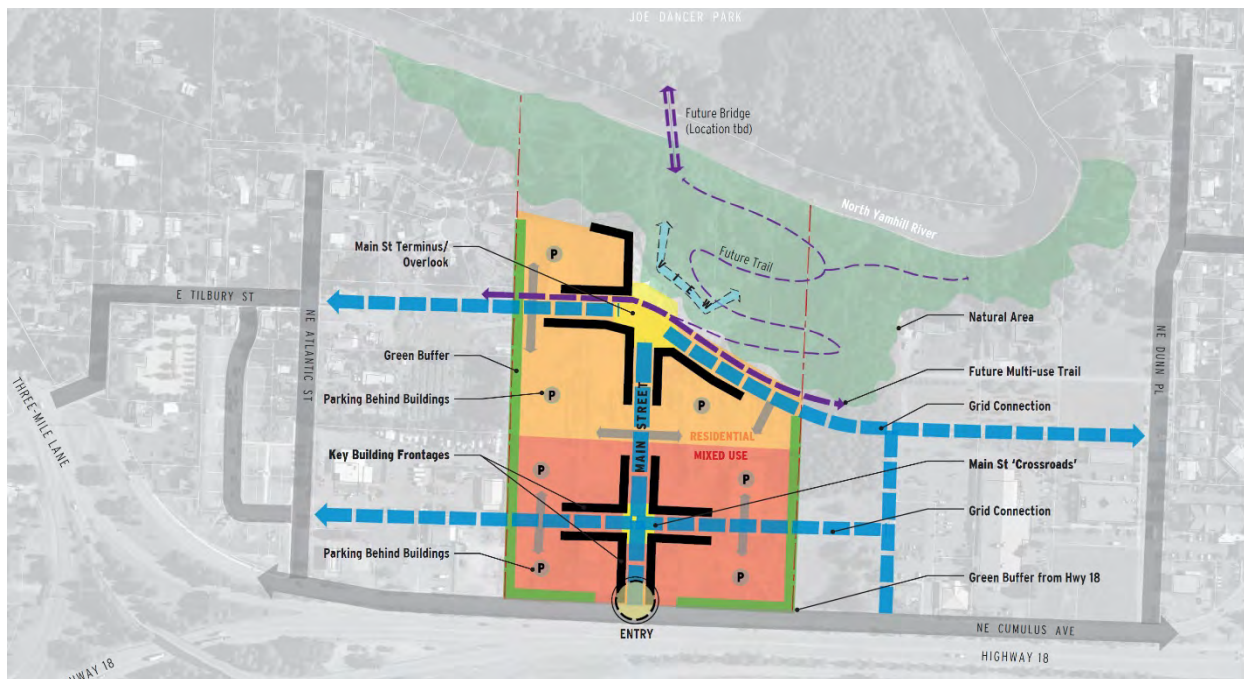 JOE DANCER PARK
Future Bridge
(Location tbd)
North Yamhill River
Main St Terminus/
Overlook
VIEW
Future Trail
E TILBURY ST
NE ATLANTIC ST
THREE-MILE LANE
NE DUNN PL
Natural Area
Green Buffer
Future Multi-use Trail
Parking Behind Buildings
Grid Connection
P
P
P
MAIN STREET
RESIDENTIAL
MIXED USE
Key Building Frontages
Main St 'Crossroads'
P
P
Grid Connection
Parking Behind Buildings
P
P
Green Buffer from Hwy 18
ENTRY
NE CUMULUS AVE
HIGHWAY 18
HIGHWAY 18